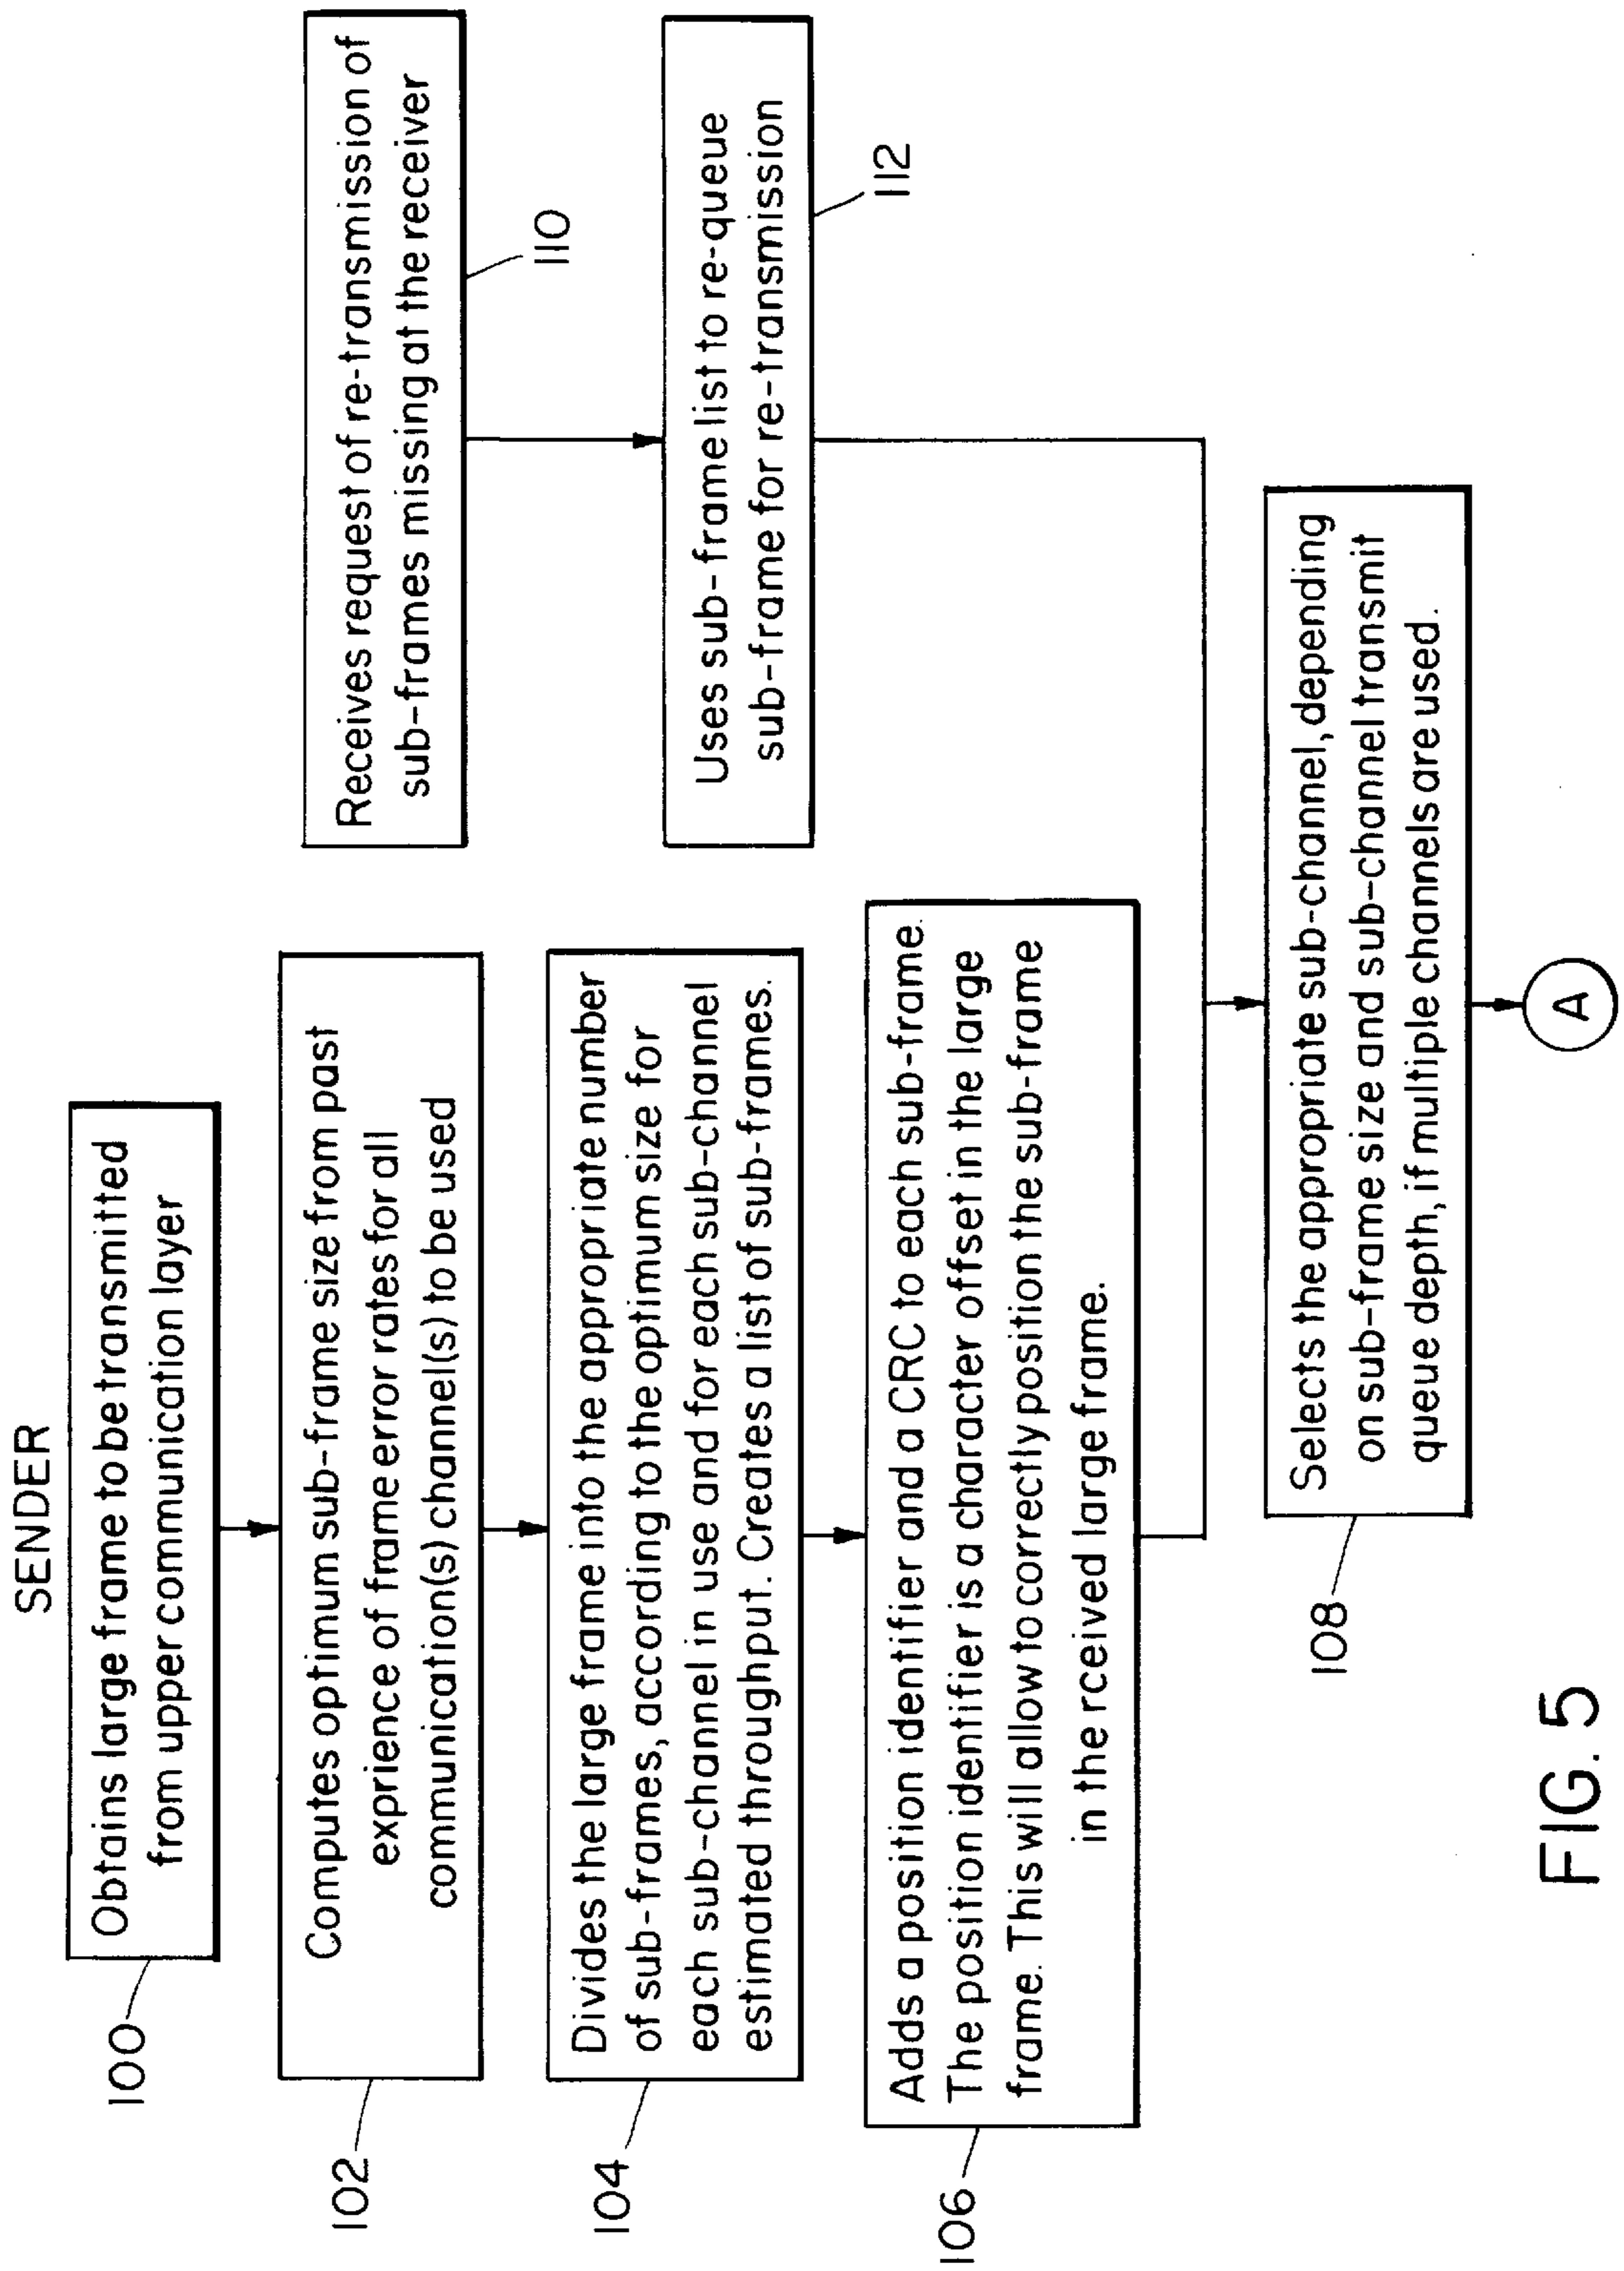 SENDER
100
Obtains large frame to be transmitted
from upper communication layer
102
Computes optimum sub-frame size from past
exprience of frame error rates for all
communication(s) channel(s) to be used
104
Divides the large frame into the appropriate number
of sub-frames, according to the optimum size for
each sub-channel in use and for each sub-channel
estimated throughput. Creates a list of sub-frames.
106
Adds a position identifier and a CRC to each sub-frame.
The position identifier is a character offset in the large
frame. This will allow to correctly position the sub-frame
in the rceived large frame.
Receives request of re-transmission of
sub-frames missing at the receiver
110
Uses sub-frame list to re-queue
sub-frame for re-transmission
112
108
Selects the appropriate sub-channel, depending
on sub-frame size and sub-channel transmit
queue depth, if multiple channels are used.
A
FIG. 5